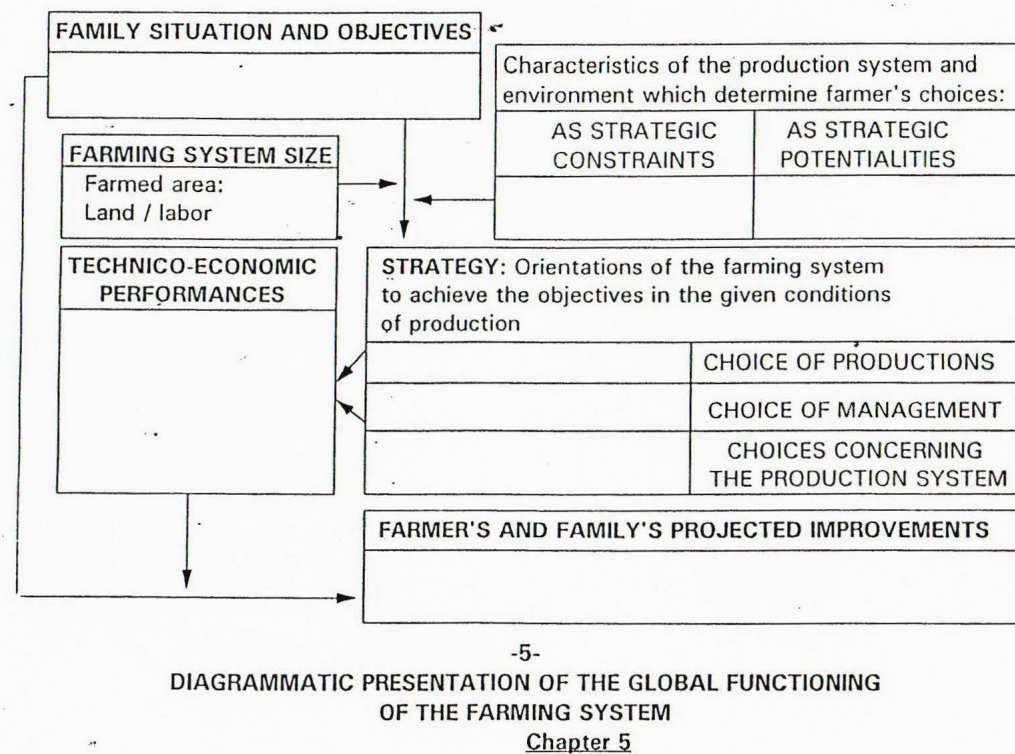 FAMILY SITUATION AND OBJECTIVES
Characteristics of the production system and
environment which determine farmer's choices:
AS STRATEGIC
CONSTRAINTS
AS STRATEGIC
POTENTIALITIES
FARMING SYSTEM SIZE
Farmed area:
Land / labor
TECHNICO-ECONOMIC
PERFORMANCES
STRATEGY: Orientations of the farming system
to achieve the objectives in the given conditions
of production
CHOICE OF PRODUCTIONS
CHOICE OF MANAGEMENT
CHOICES CONCERNING
THE PRODUCTION SYSTEM
FARMER'S AND FAMILY'S PROJECTED IMPROVEMENTS
-5-
DIAGRAMMATIC PRESENTATION OF THE GLOBAL FUNCTIONING
OF THE FARMING SYSTEM
Chapter 5